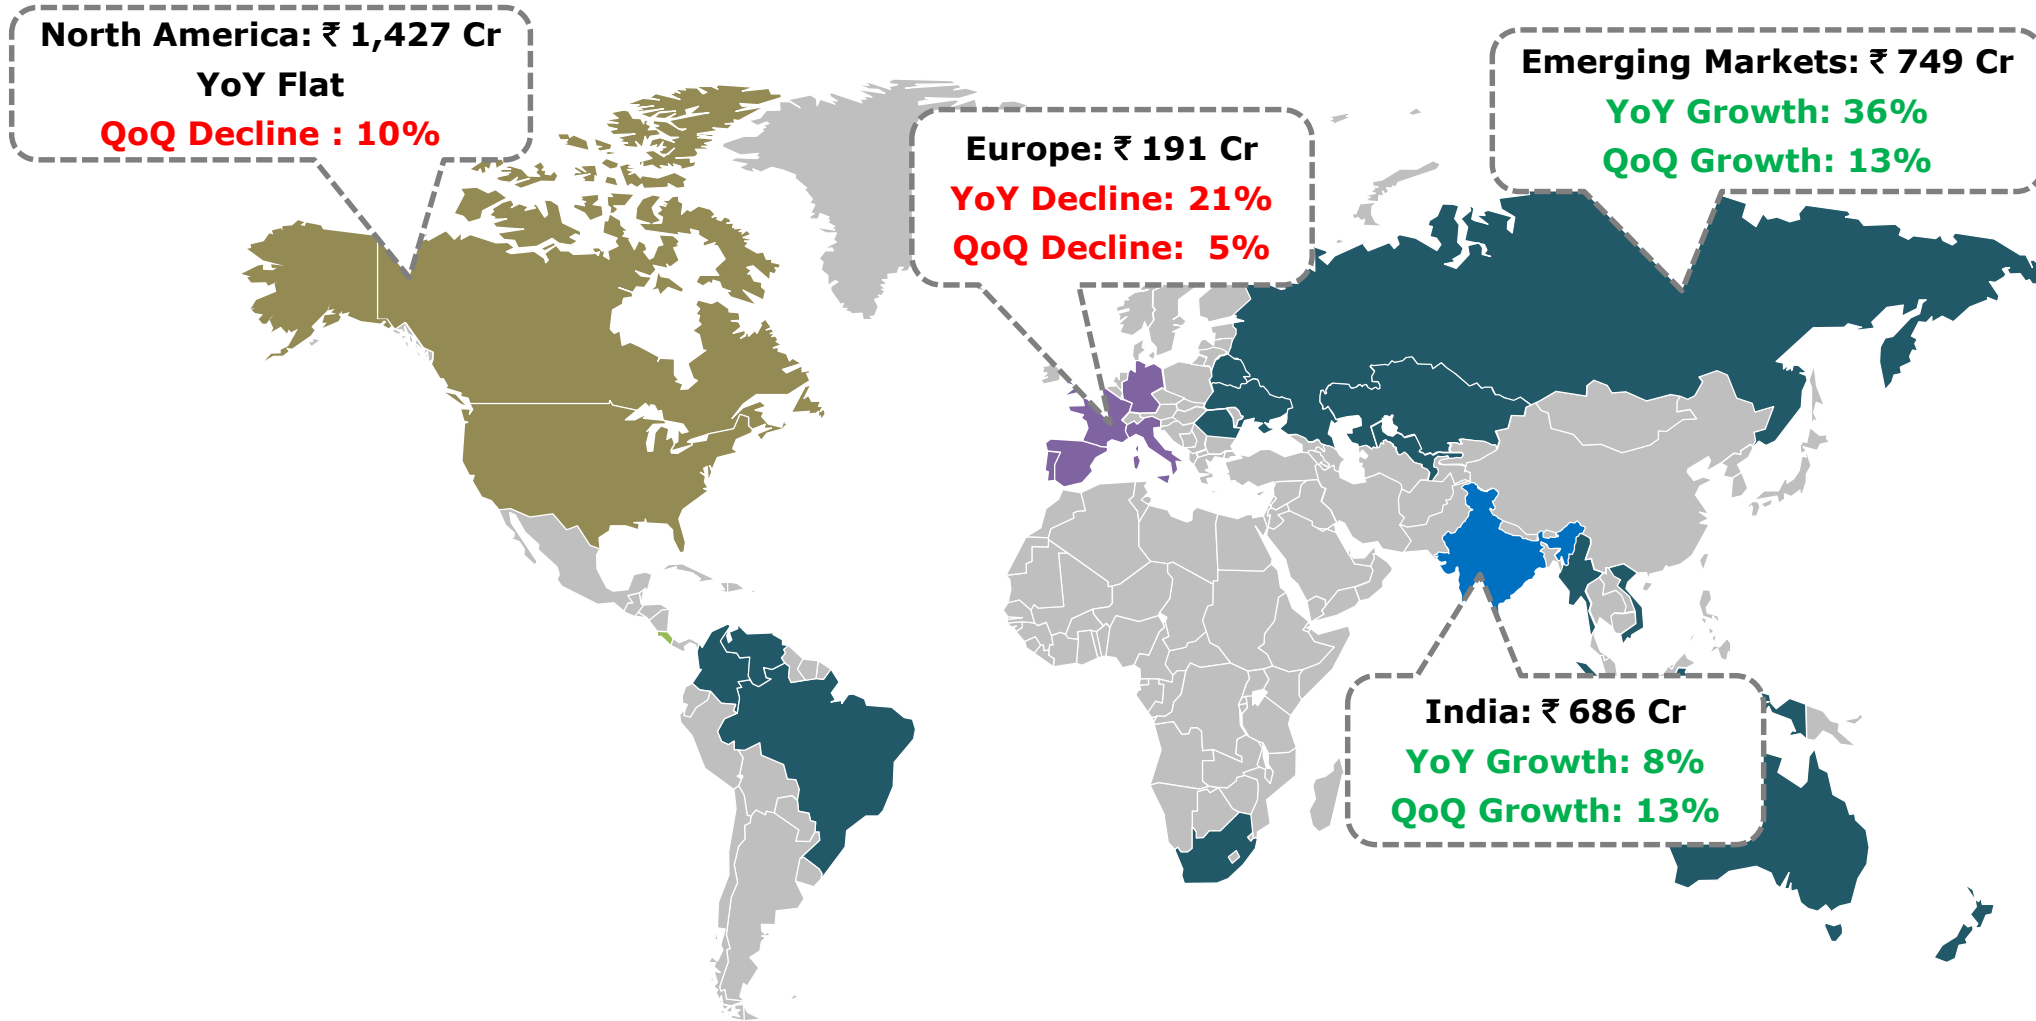 North America: ₹ 1,427 Cr
YoY Flat
QoQ Decline : 10%
Europe: ₹ 191 Cr
YoY Decline: 21%
QoQ Decline:  5%
Emerging Markets: ₹ 749 Cr
YoY Growth: 36%
QoQ Growth: 13%
India: ₹ 686 Cr
YoY Growth: 8%
QoQ Growth: 13%